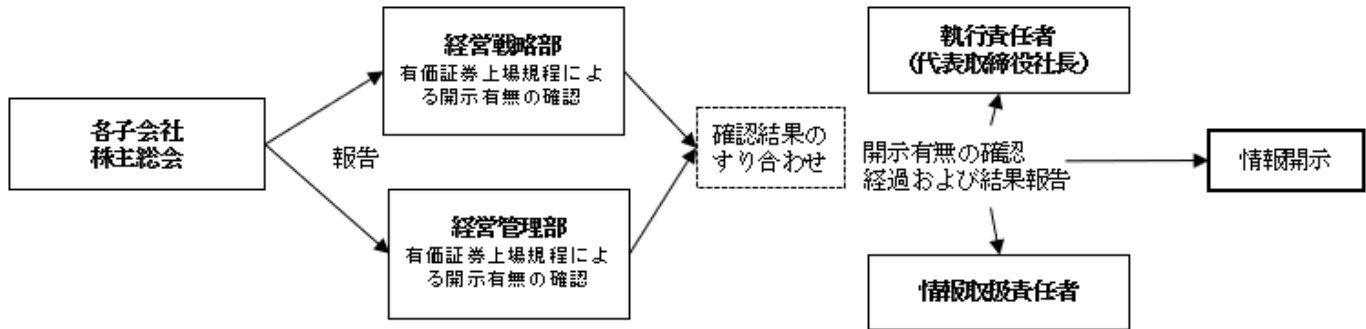 各子会社
株主総会
報告
経営戦略部
有価証券上場規程によ
る開示有無の確認
経営管理部
有価証券上場規程によ
る開示有無の確認
確認結果の
すり合わせ
執行責任者
(代表取締役社長)
開示有無の確認
経過および結果報告
情報取扱責任者
情報開示